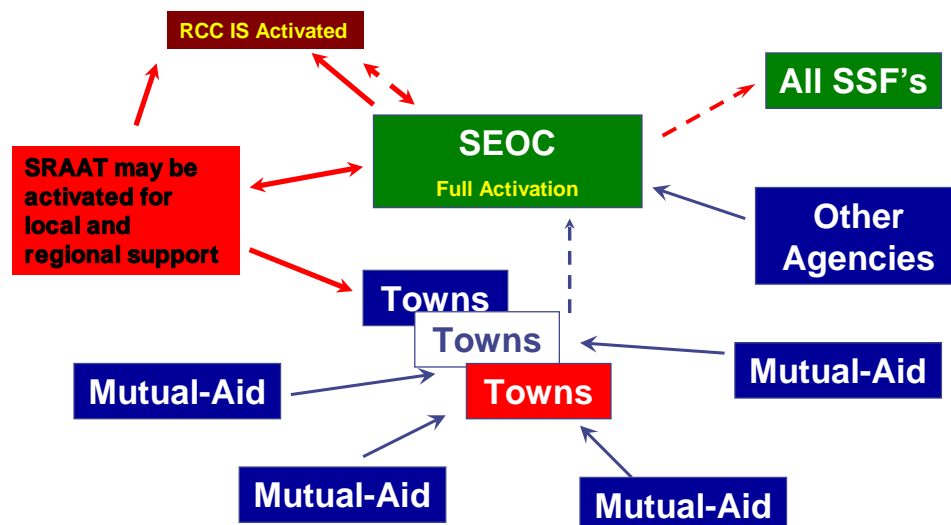 RCC IS Activated
All SSF's
SEOC
Full Activation
SRAAT may be
activated for
local and
regional support
Other
Agencies
Towns
Towns
Towns
Mutual-Aid
Mutual-Aid
Mutual-Aid
Mutual-Aid